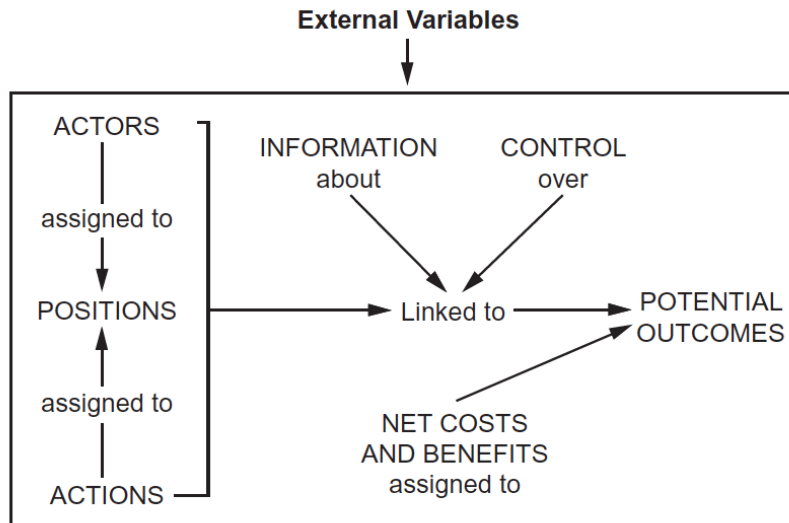 External Variables
ACTORS
assigned to
POSITIONS
assigned to
ACTIONS
INFORMATION
about
CONTROL
over
Linked to
POTENTIAL
OUTCOMES
NET COSTS
AND BENEFITS
assigned to